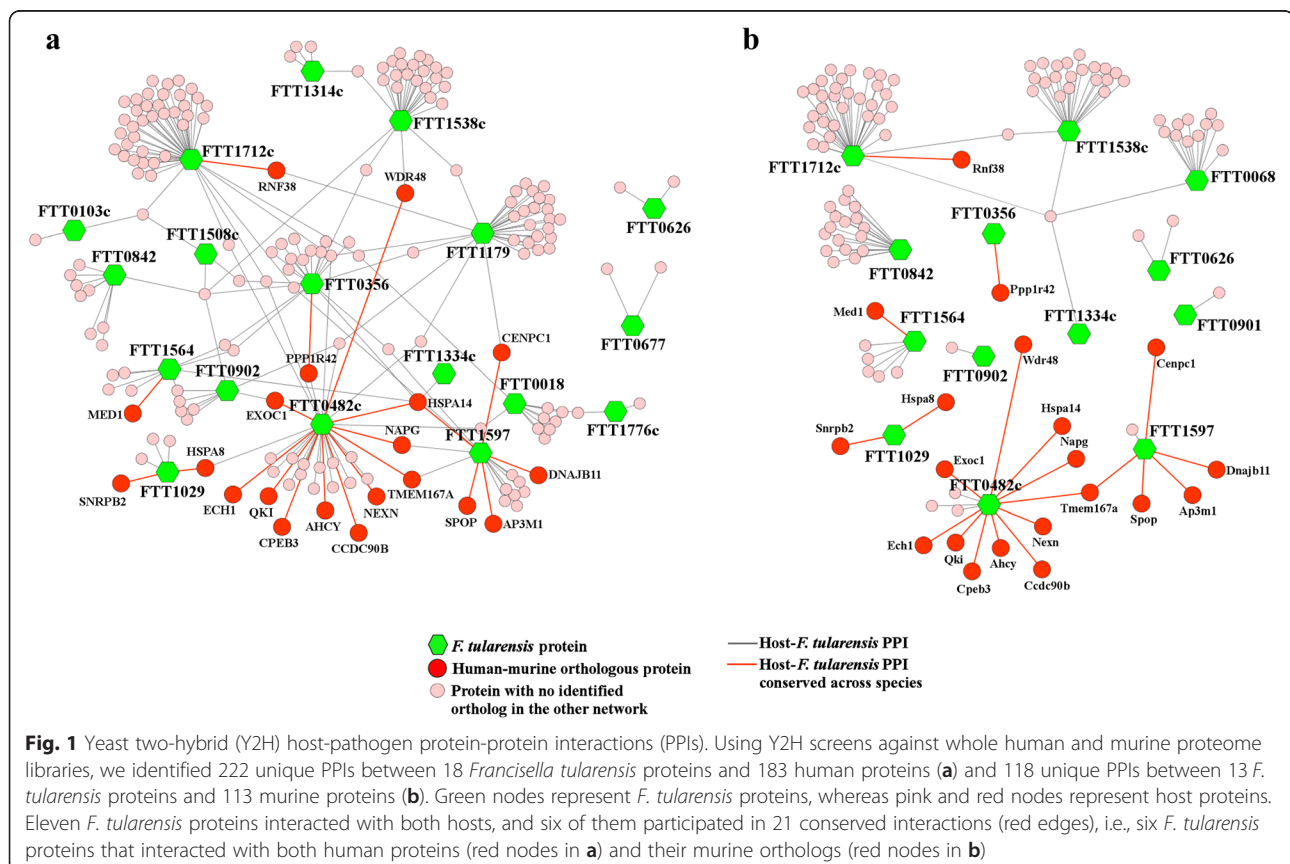 a
b
FTT1314c
FTT1538c
FTT1712c
RNF38
WDR48
FTT0103c
FTT1508c
FTT1179
FTT0626
FTT0842
FTT0356
FTT0677
PPP1R42
CENPC1
FTT1564
FTT1334c
FTT0902
FTT0018
MED1
EXOC1
FTT0482c
HSPA14
FTT1776c
NAPG
FTT1597
HSPA8
DNAJB11
SNRPB2
FTT1029
TMEM167A
ECH1
QKI
NEXN
SPOP
AP3M1
CPEB3
AHCY
CCDC90B
FTT1712c
FTT1538c
Rnf38
FTT0068
FTT0356
FTT0842
FTT0626
Ppp1r42
Med1
FTT1564
FTT1334c
FTT0901
Wdr48
Cenpc1
FTT0902
Hspa8
Hspa14
Snrpb2
Napg
FTT1597
FTT1029
Exoc1
Dnajb11
FTT0482c
Tmem167a
Spop
Ap3m1
Ech1
Nexn
Qki
Ahcy
Cpeb3
Ccdc90b
F. tularensis protein
Human-murine orthologous protein
Protein with no identified
ortholog in the other network
Host-F. tularensis PPI
Host-F. tularensis PPI
conserved across species
Fig. 1 Yeast two-hybrid (Y2H) host-pathogen protein-protein interactions (PPIs). Using Y2H screens against whole human and murine proteome
libraries, we identified 222 unique PPIs between 18 Francisella tularensis proteins and 183 human proteins (a) and 118 unique PPIs between 13 F.
tularensis proteins and 113 murine proteins (b). Green nodes represent F. tularensis proteins, whereas pink and red nodes represent host proteins.
Eleven F. tularensis proteins interacted with both hosts, and six of them participated in 21 conserved interactions (red edges), i.e., six F. tularensis
proteins that interacted with both human proteins (red nodes in a) and their murine orthologs (red nodes in b)